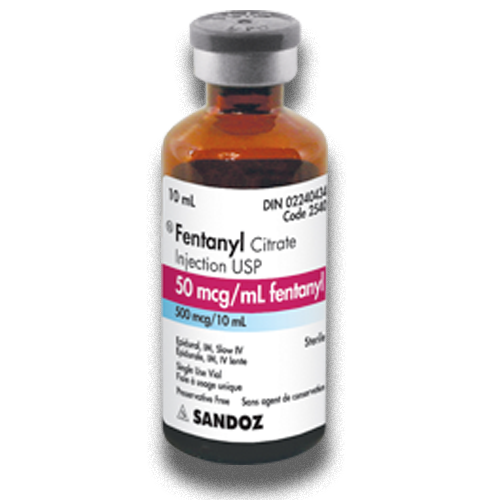 10 mL
DIN 02240434
Code 2540
Fentanyl Citrate
Injection USP
50 mcg/mL fentanyl
500 mcg/10 mL
Epidural, IM, Slow IV
Épidurale, IM, IV lente
Sterile
Single Use Vial
Fiole à usage unique
Preservative Free
Sans agent de conservation
SANDOZ